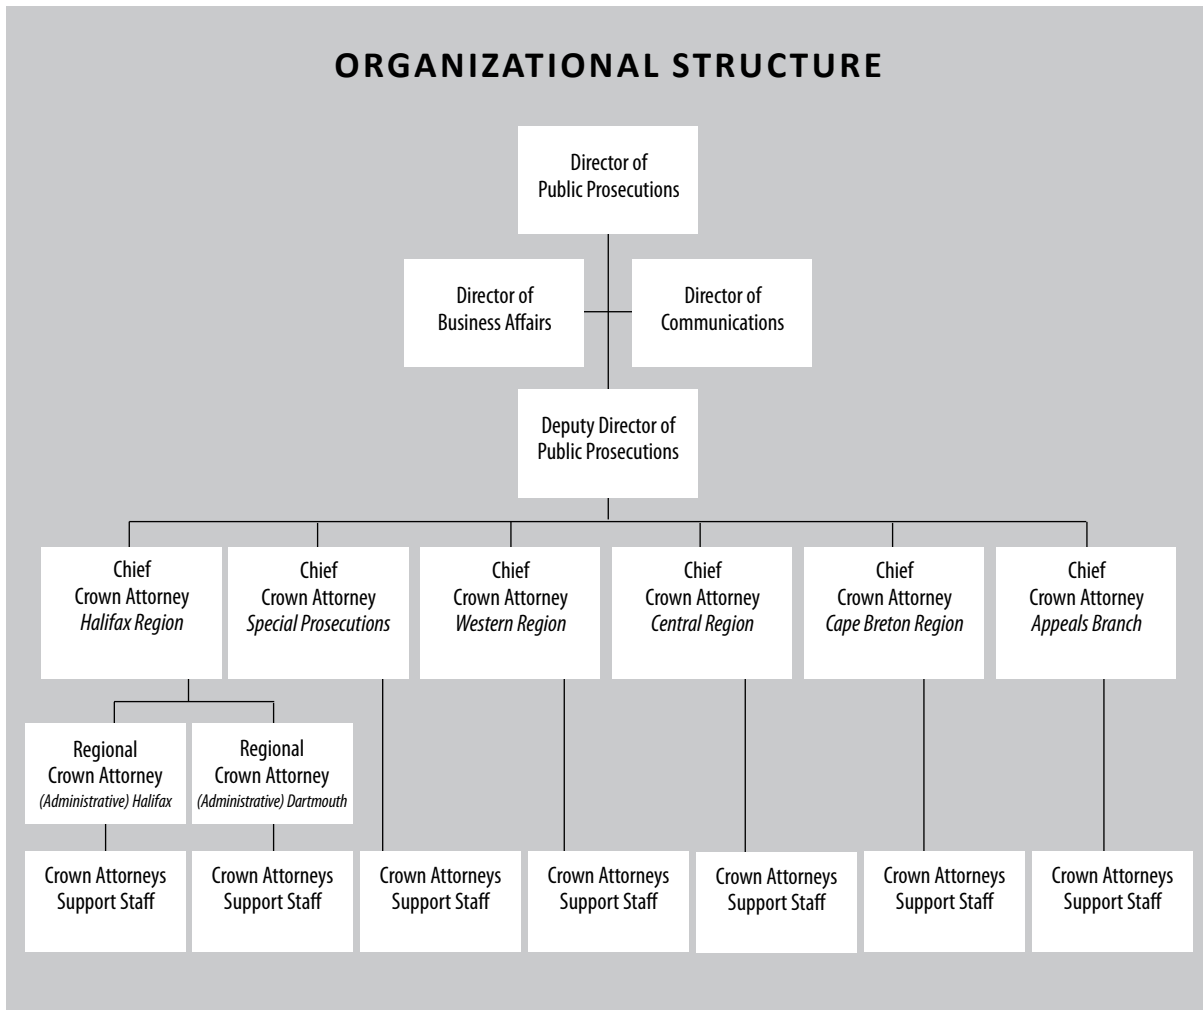 ORGANIZATIONAL STRUCTURE
Director of
Public Prosecutions
Director of
Business Affairs
Director of
Communications
Deputy Director of
Public Prosecutions
Chief
Crown Attorney
Halifax Region
Chief
Crown Attorney
Special Prosecutions
Chief
Crown Attorney
Western Region
Chief
Crown Attorney
Central Region
Chief
Crown Attorney
Cape Breton Region
Chief
Crown Attorney
Appeals Branch
Regional
Crown Attorney
(Administrative) Halifax
Regional
Crown Attorney
(Administrative) Dartmouth
Crown Attorneys
Support Staff
Crown Attorneys
Support Staff
Crown Attorneys
Support Staff
Crown Attorneys
Support Staff
Crown Attorneys
Support Staff
Crown Attorneys
Support Staff
Crown Attorneys
Support Staff